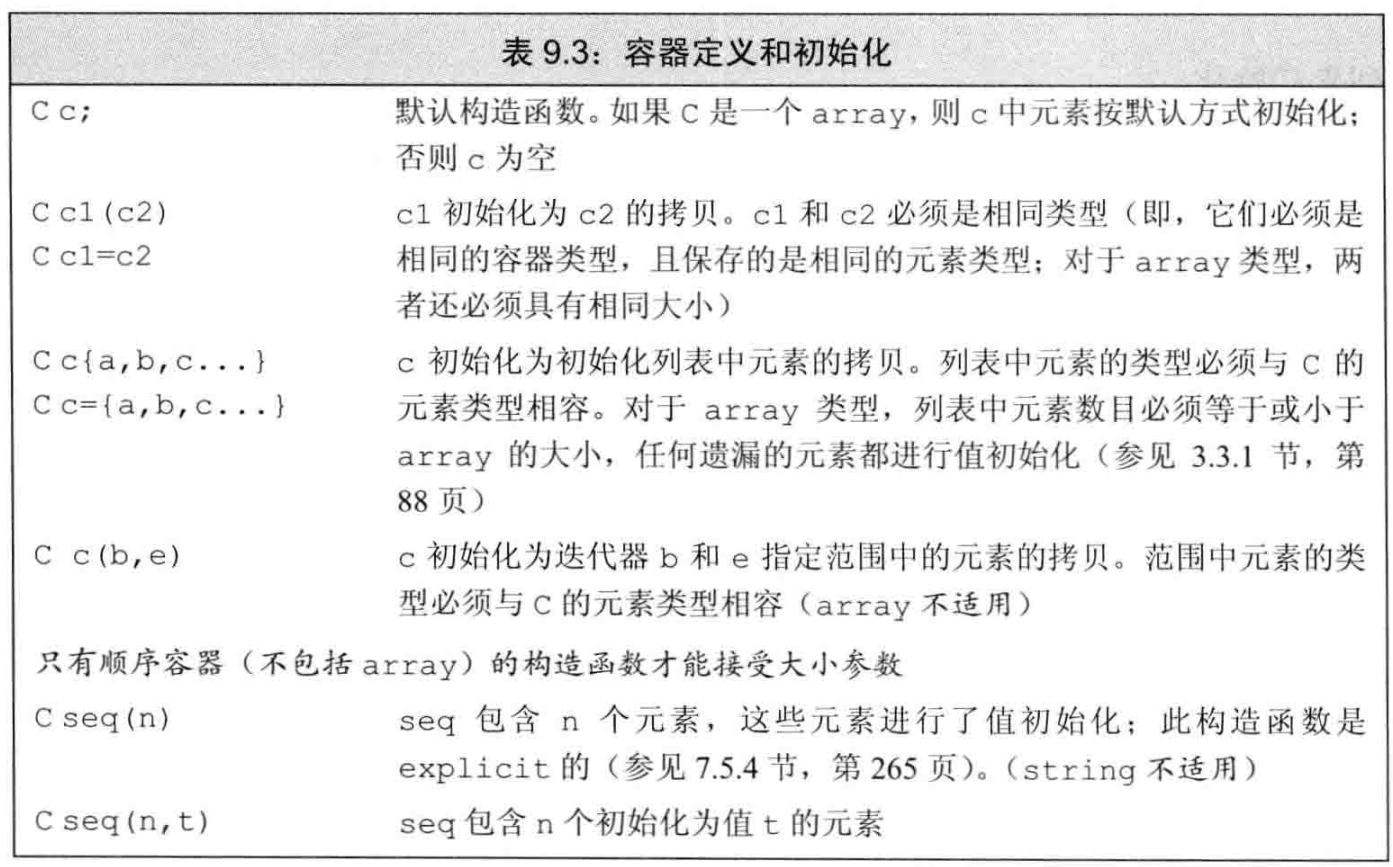 表 9.3：容器定义和初始化
C c; 默认构造函数。如果 C 是一个 array，则 c 中元素按默认方式初始化；
否则 c 为空
C c1(c2) c1 初始化为 c2 的拷贝。c1 和 c2 必须是相同类型（即，它们必须是
C c1=c2 相同的容器类型，且保存的是相同的元素类型；对于 array 类型，两
者还必须具有相同大小）
C c{a,b,c...} c 初始化为初始化列表中元素的拷贝。列表中元素的类型必须与 C 的
C c={a,b,c...} 元素类型相容。对于 array 类型，列表中元素数目必须等于或小于
array 的大小，任何遗漏的元素都进行值初始化（参见 3.3.1 节，第
88 页）
C c(b,e) c 初始化为迭代器 b 和 e 指定范围中的元素的拷贝。范围中元素的类
型必须与 C 的元素类型相容（array 不适用）
只有顺序容器（不包括 array）的构造函数才能接受大小参数
C seq(n) seq 包含 n 个元素，这些元素进行了值初始化；此构造函数是
explicit 的（参见 7.5.4 节，第 265 页）。（string 不适用）
C seq(n,t) seq 包含 n 个初始化为值 t 的元素